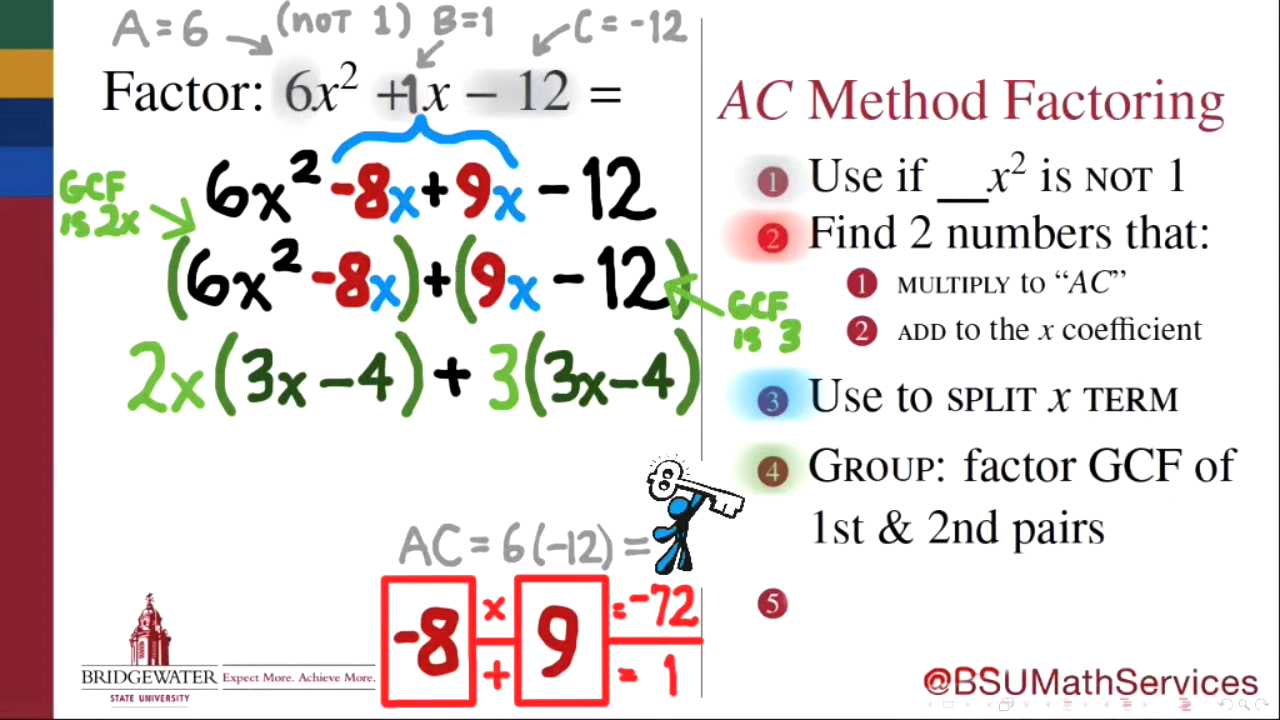 A = 6 (not 1) B=1 C = -12
Factor: 6x² +1x − 12 =
6x² -8x + 9x − 12
GCF
is 2x
(6x² -8x) + (9x − 12)
GCF
is 3
2x(3x − 4) + 3(3x − 4)
AC = 6(-12) =
-8 x 9 = -72
+ = 1
BRIDGEWATER
STATE UNIVERSITY
Expect More. Achieve More.
AC Method Factoring
1 Use if __x² is NOT 1
2 Find 2 numbers that:
1 MULTIPLY to “AC”
2 ADD to the x coefficient
3 Use to SPLIT x TERM
4 GROUP: factor GCF of
1st & 2nd pairs
5
@BSUMathServices